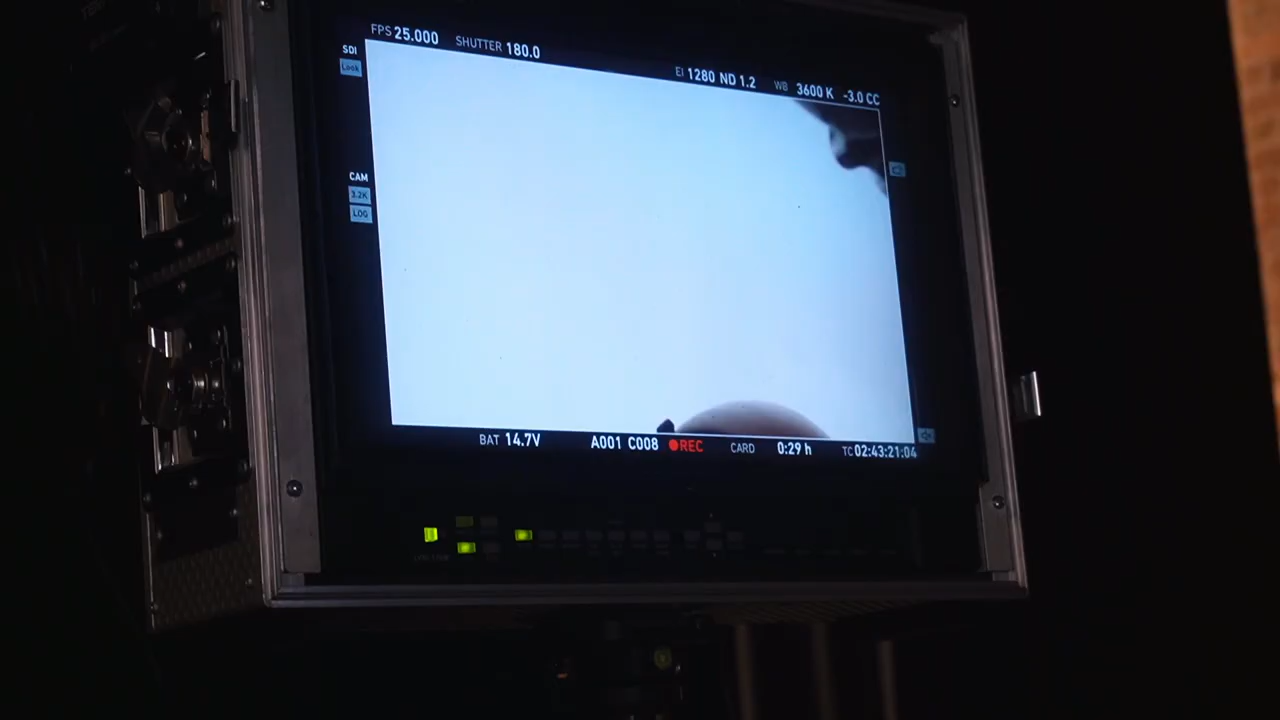 FPS 25.000 SHUTTER 180.0 EI 1280 ND 1.2 WB 3600 K -3.0 CC
SDI
Look
CAM
3.2K
LOG
BAT 14.7V A001 C008 REC CARD 0:29 h TC 02:43:21:04